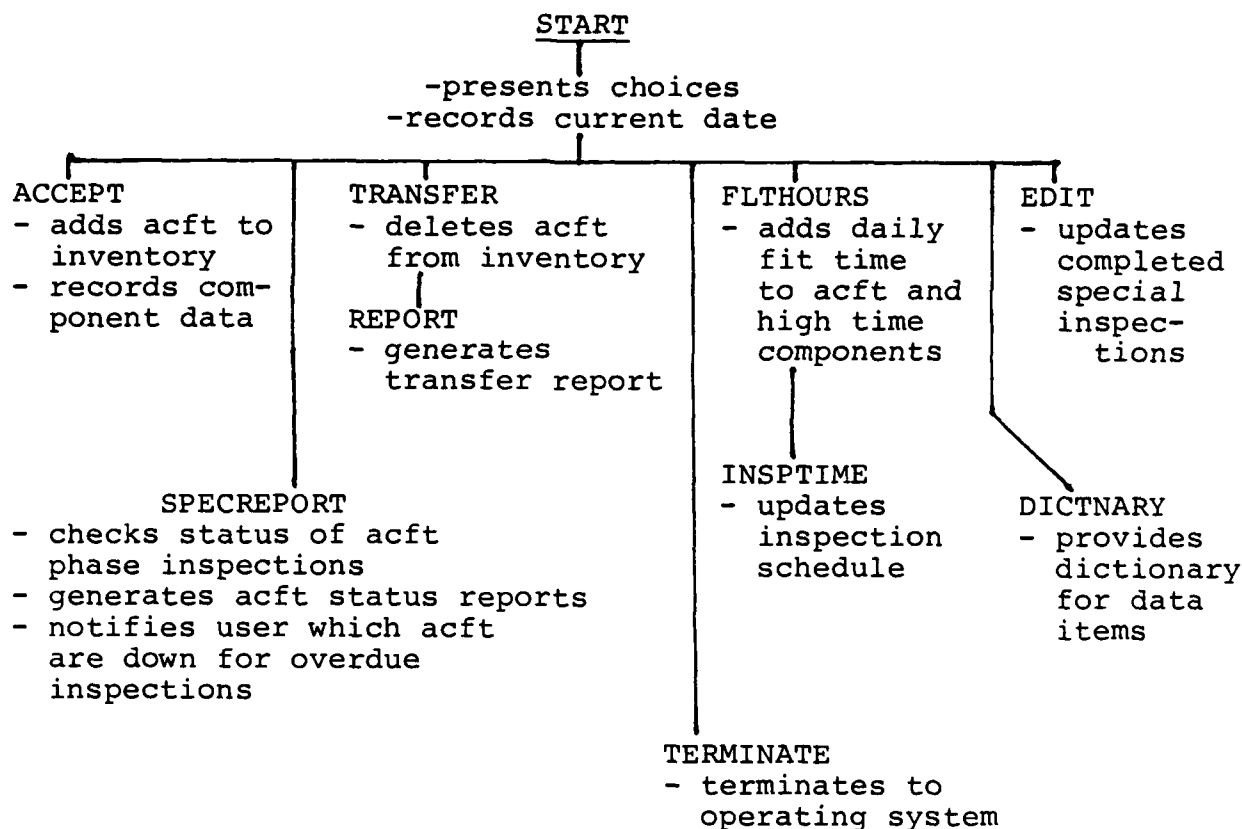 START
-presents choices
-records current date
ACCEPT
- adds acft to
inventory
- records com-
ponent data
TRANSFER
- deletes acft
from inventory
REPORT
- generates
transfer report
FLTHOURS
- adds daily
fit time
to acft and
high time
components
EDIT
- updates
completed
special
inspec-
tions
SPECREPORT
- checks status of acft
phase inspections
- generates acft status reports
- notifies user which acft
are down for overdue
inspections
INSPTIME
- updates
inspection
schedule
DICTNARY
- provides
dictionary
for data
items
TERMINATE
- terminates to
operating system